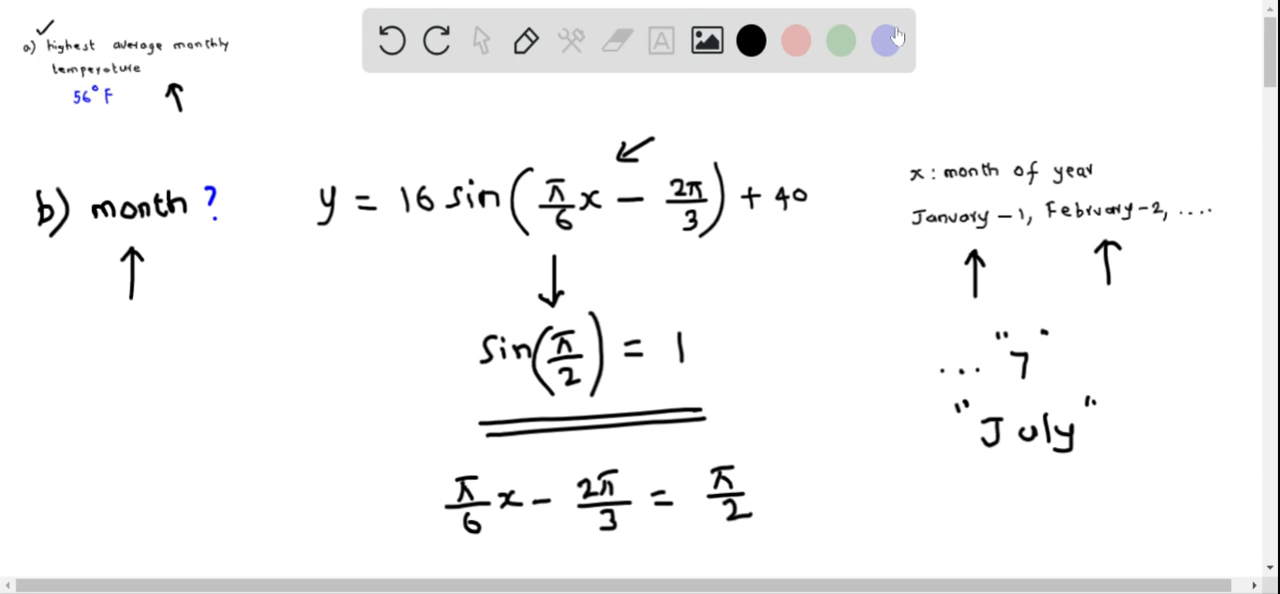 a) highest average monthly
temperature
56°F
b) month ?
y = 16 sin(π/6 x − 2π/3) + 40
sin(π/2) = 1
π/6 x − 2π/3 = π/2
x : month of year
January – 1, February – 2, ....
... "7"
"July"
A